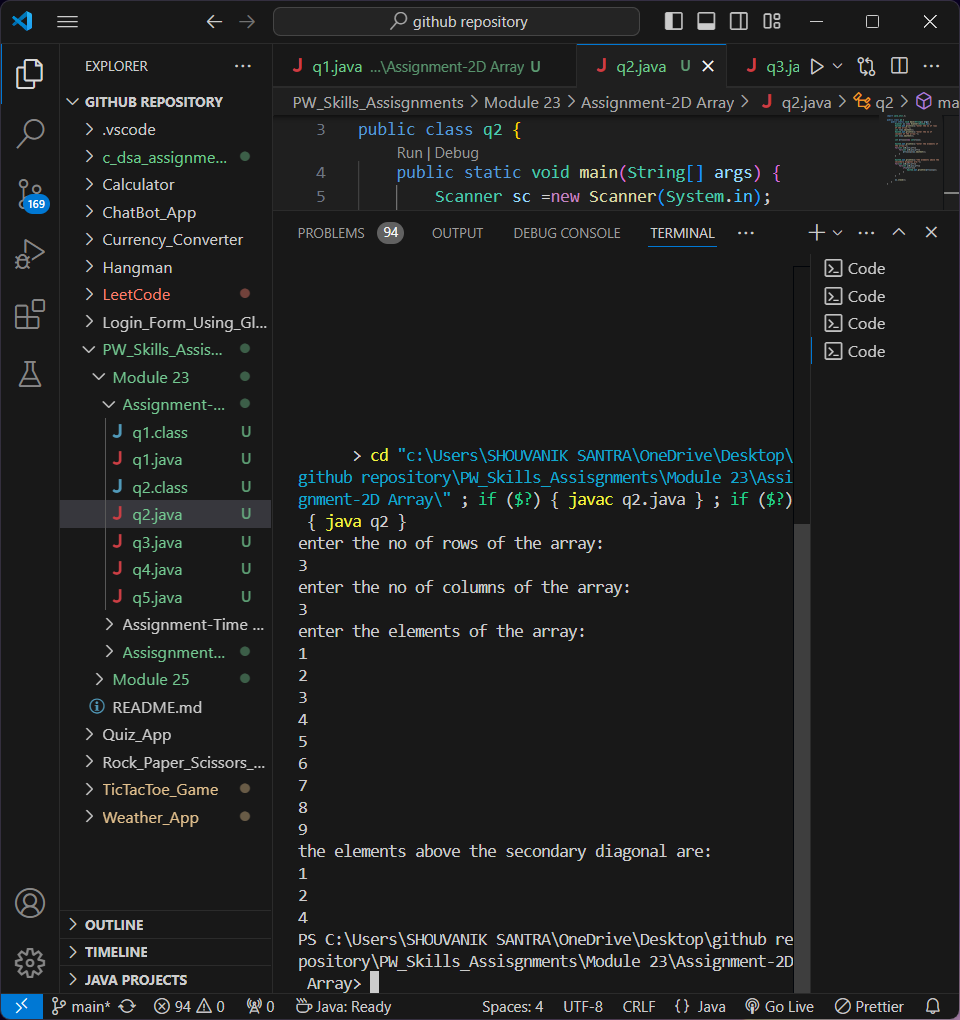 github repository
EXPLORER
GITHUB REPOSITORY
.vscode
c_dsa_assignme...
Calculator
ChatBot_App
Currency_Converter
Hangman
LeetCode
Login_Form_Using_Gl...
PW_Skills_Assis...
Module 23
Assignment-...
J q1.class U
J q1.java U
J q2.class U
J q2.java U
J q3.java U
J q4.java U
J q5.java U
Assignment-Time ...
Assisgnment...
Module 25
README.md
Quiz_App
Rock_Paper_Scissors_...
TicTacToe_Game
Weather_App
OUTLINE
TIMELINE
JAVA PROJECTS
169
J q1.java ...\Assignment-2D Array U
J q2.java U
J q3.ja
PW_Skills_Assisgnments > Module 23 > Assignment-2D Array > J q2.java > q2 > ma
3 public class q2 {
Run | Debug
4 public static void main(String[] args) {
5 Scanner sc =new Scanner(System.in);
PROBLEMS 94 OUTPUT DEBUG CONSOLE TERMINAL
> cd "c:\Users\SHOUVANIK SANTRA\OneDrive\Desktop\
github repository\PW_Skills_Assisgnments\Module 23\Assi
gnment-2D Array\" ; if ($?) { javac q2.java } ; if ($?)
{ java q2 }
enter the no of rows of the array:
3
enter the no of columns of the array:
3
enter the elements of the array:
1
2
3
4
5
6
7
8
9
the elements above the secondary diagonal are:
1
2
4
PS C:\Users\SHOUVANIK SANTRA\OneDrive\Desktop\github re
pository\PW_Skills_Assisgnments\Module 23\Assignment-2D
Array>
Code
Code
Code
Code
main* 94 0 0 Java: Ready Spaces: 4 UTF-8 CRLF {} Java Go Live Prettier